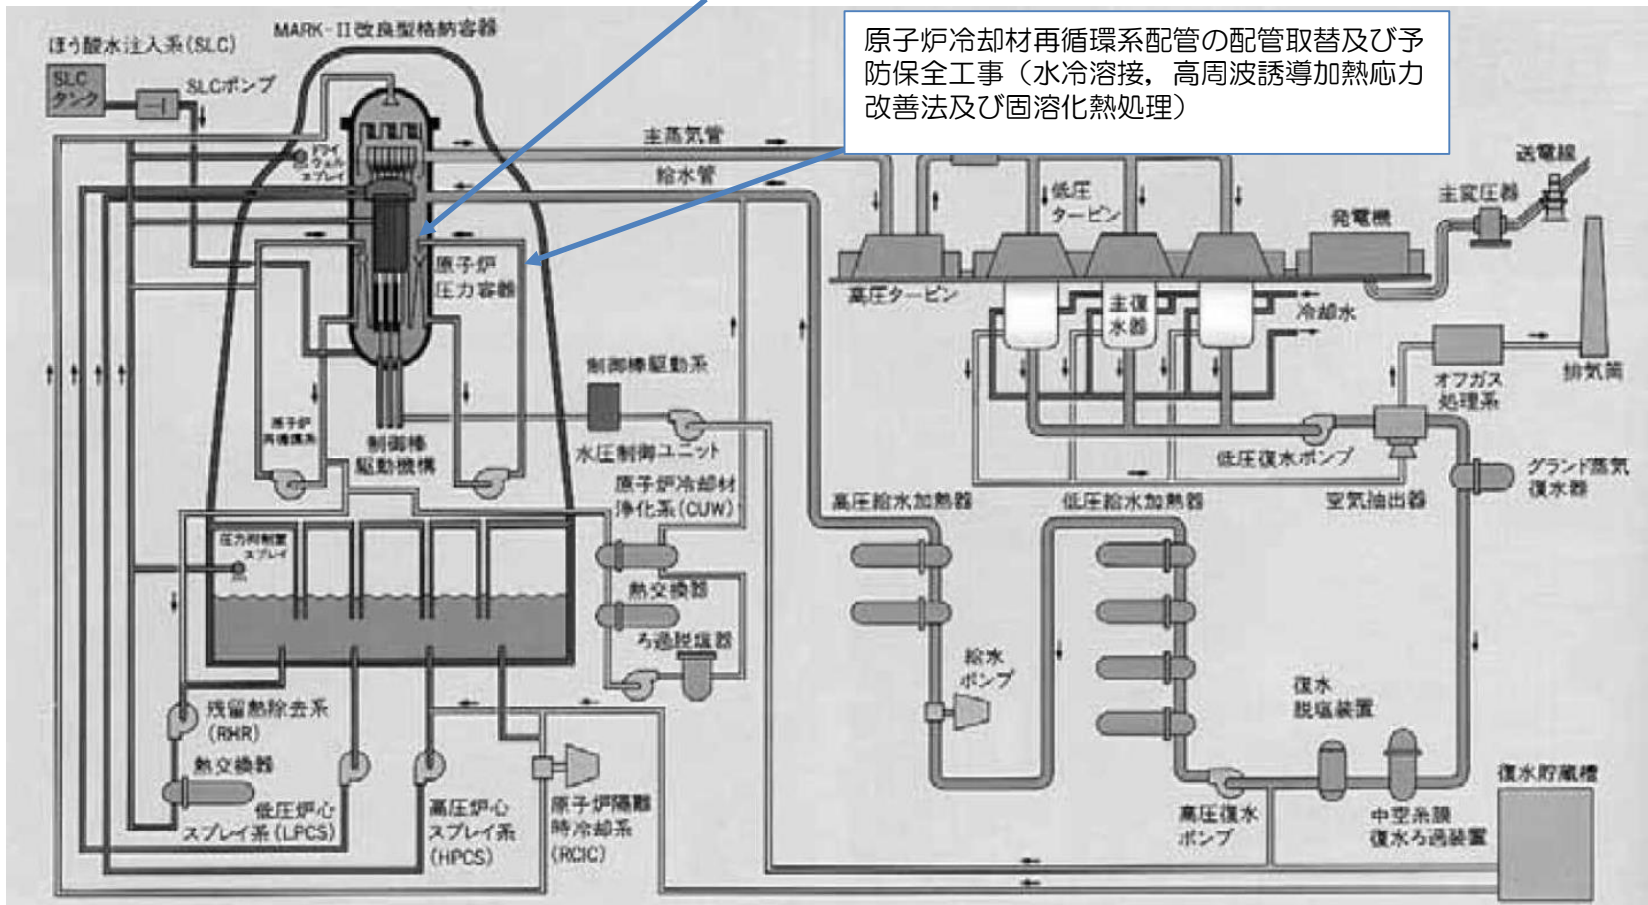 MARK-II改良型格納容器
ほう酸水注入系(SLC)
SLC
タンク
SLCポンプ
原子炉冷却材再循環系配管の配管取替及び予
防保全工事（水冷溶接，高周波誘導加熱応力
改善法及び固溶化熱処理）
ドライ
ウェル
スプレイ
主蒸気管
給水管
原子炉
圧力容器
低圧
タービン
高圧タービン
発電機
主変圧器
送電線
主復
水器
冷却水
オフガス
処理系
排気筒
原子炉
再循環系
制御棒
駆動機構
制御棒駆動系
水圧制御ユニット
低圧復水ポンプ
空気抽出器
グランド蒸気
復水器
原子炉冷却材
浄化系(CUW)
高圧給水加熱器
低圧給水加熱器
圧力抑制室
スプレイ
熱交換器
ろ過脱塩器
給水
ポンプ
復水
脱塩装置
残留熱除去系
(RHR)
熱交換器
低圧炉心
スプレイ系(LPCS)
高圧炉心
スプレイ系
(HPCS)
原子炉隔離
時冷却系
(RCIC)
高圧復水
ポンプ
中空糸膜
復水ろ過装置
復水貯蔵槽